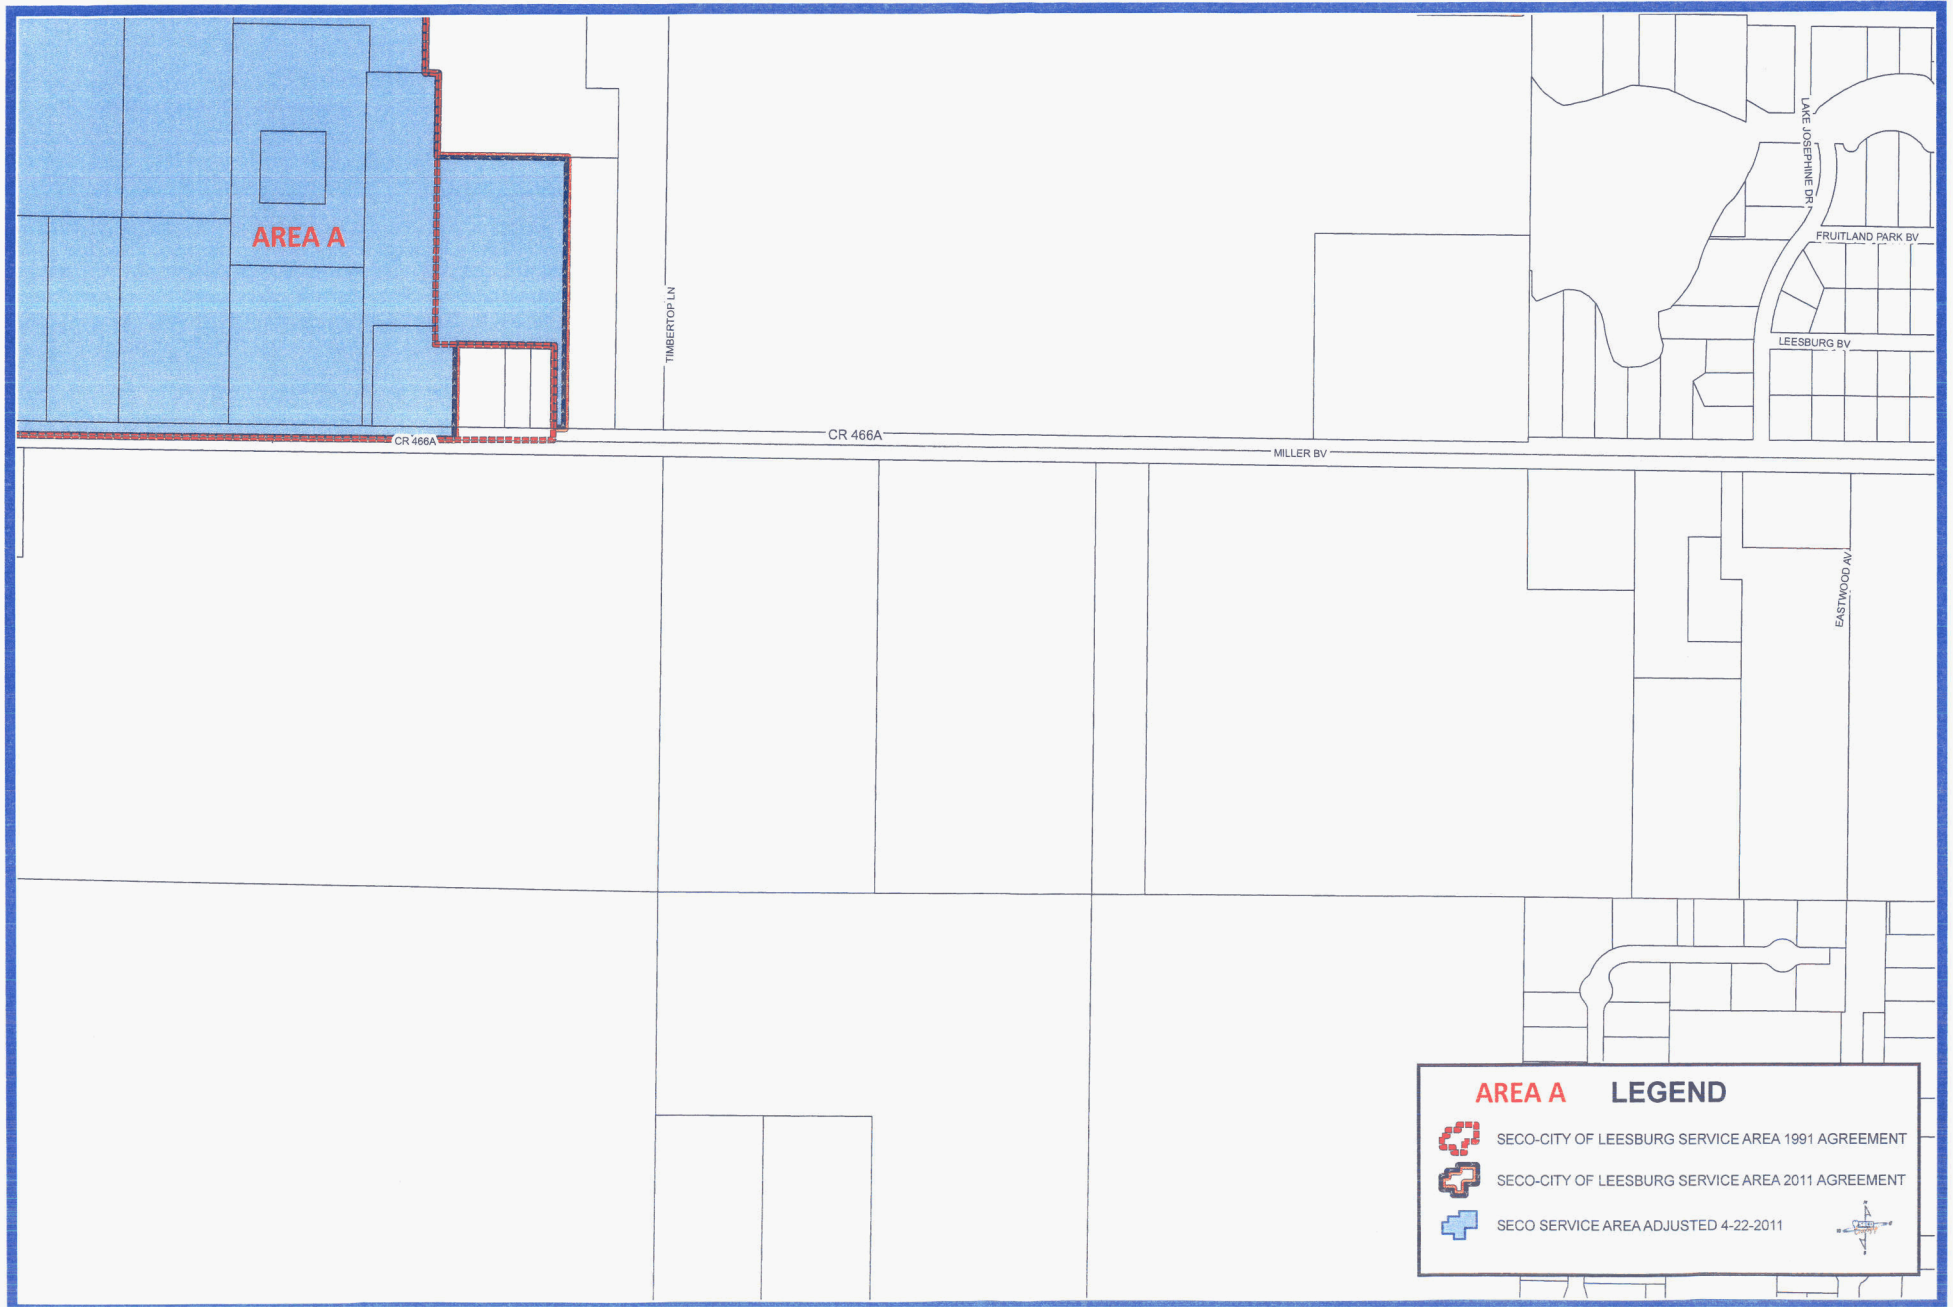 LAKE JOSEPHINE DR
AREA A
FRUITLAND PARK BV
TIMBERTOP LN
LEESBURG BV
CR 466A
CR 466A
MILLER BV
EASTWOOD AV
AREA A LEGEND
SECO-CITY OF LEESBURG SERVICE AREA 1991 AGREEMENT
SECO-CITY OF LEESBURG SERVICE AREA 2011 AGREEMENT
SECO SERVICE AREA ADJUSTED 4-22-2011